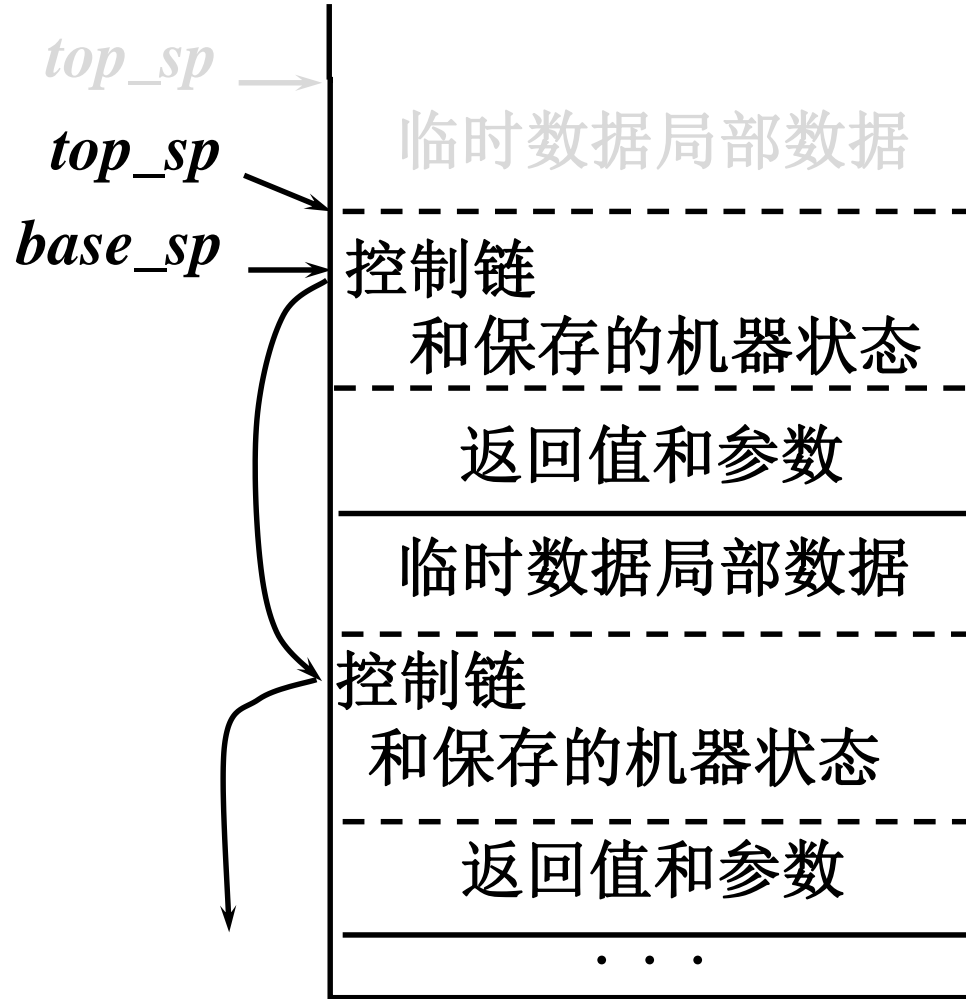 top_sp
临时数据局部数据
top_sp
base_sp
控制链
和保存的机器状态
返回值和参数
临时数据局部数据
控制链
和保存的机器状态
返回值和参数
· · ·